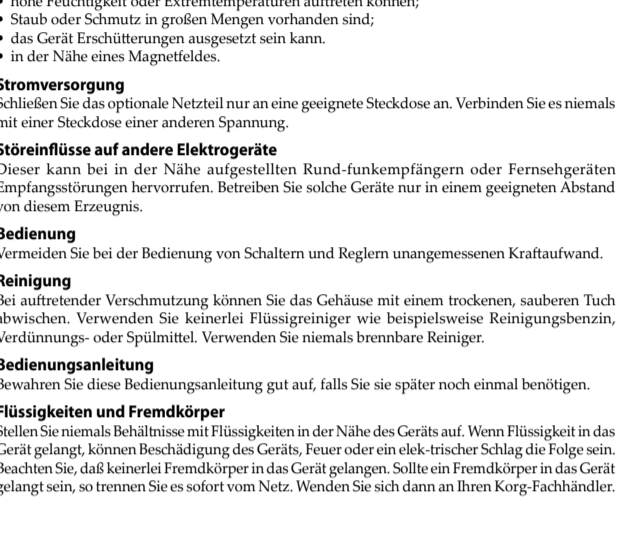 • hohe Feuchtigkeit oder Extremtemperaturen auftreten können;
• Staub oder Schmutz in großen Mengen vorhanden sind;
• das Gerät Erschütterungen ausgesetzt sein kann.
• in der Nähe eines Magnetfeldes.
Stromversorgung
Schließen Sie das optionale Netzteil nur an eine geeignete Steckdose an. Verbinden Sie es niemals
mit einer Steckdose einer anderen Spannung.
Störeinflüsse auf andere Elektrogeräte
Dieser kann bei in der Nähe aufgestellten Rund-funkempfängern oder Fernsehgeräten
Empfangsstörungen hervorrufen. Betreiben Sie solche Geräte nur in einem geeigneten Abstand
von diesem Erzeugnis.
Bedienung
Vermeiden Sie bei der Bedienung von Schaltern und Reglern unangemessenen Kraftaufwand.
Reinigung
Bei auftretender Verschmutzung können Sie das Gehäuse mit einem trockenen, sauberen Tuch
abwischen. Verwenden Sie keinerlei Flüssigreiniger wie beispielsweise Reinigungsbenzin,
Verdünnungs- oder Spülmittel. Verwenden Sie niemals brennbare Reiniger.
Bedienungsanleitung
Bewahren Sie diese Bedienungsanleitung gut auf, falls Sie sie später noch einmal benötigen.
Flüssigkeiten und Fremdkörper
Stellen Sie niemals Behältnisse mit Flüssigkeiten in der Nähe des Geräts auf. Wenn Flüssigkeit in das
Gerät gelangt, können Beschädigung des Geräts, Feuer oder ein elek-trischer Schlag die Folge sein.
Beachten Sie, daß keinerlei Fremdkörper in das Gerät gelangen. Sollte ein Fremdkörper in das Gerät
gelangt sein, so trennen Sie es sofort vom Netz. Wenden Sie sich dann an Ihren Korg-Fachhändler.